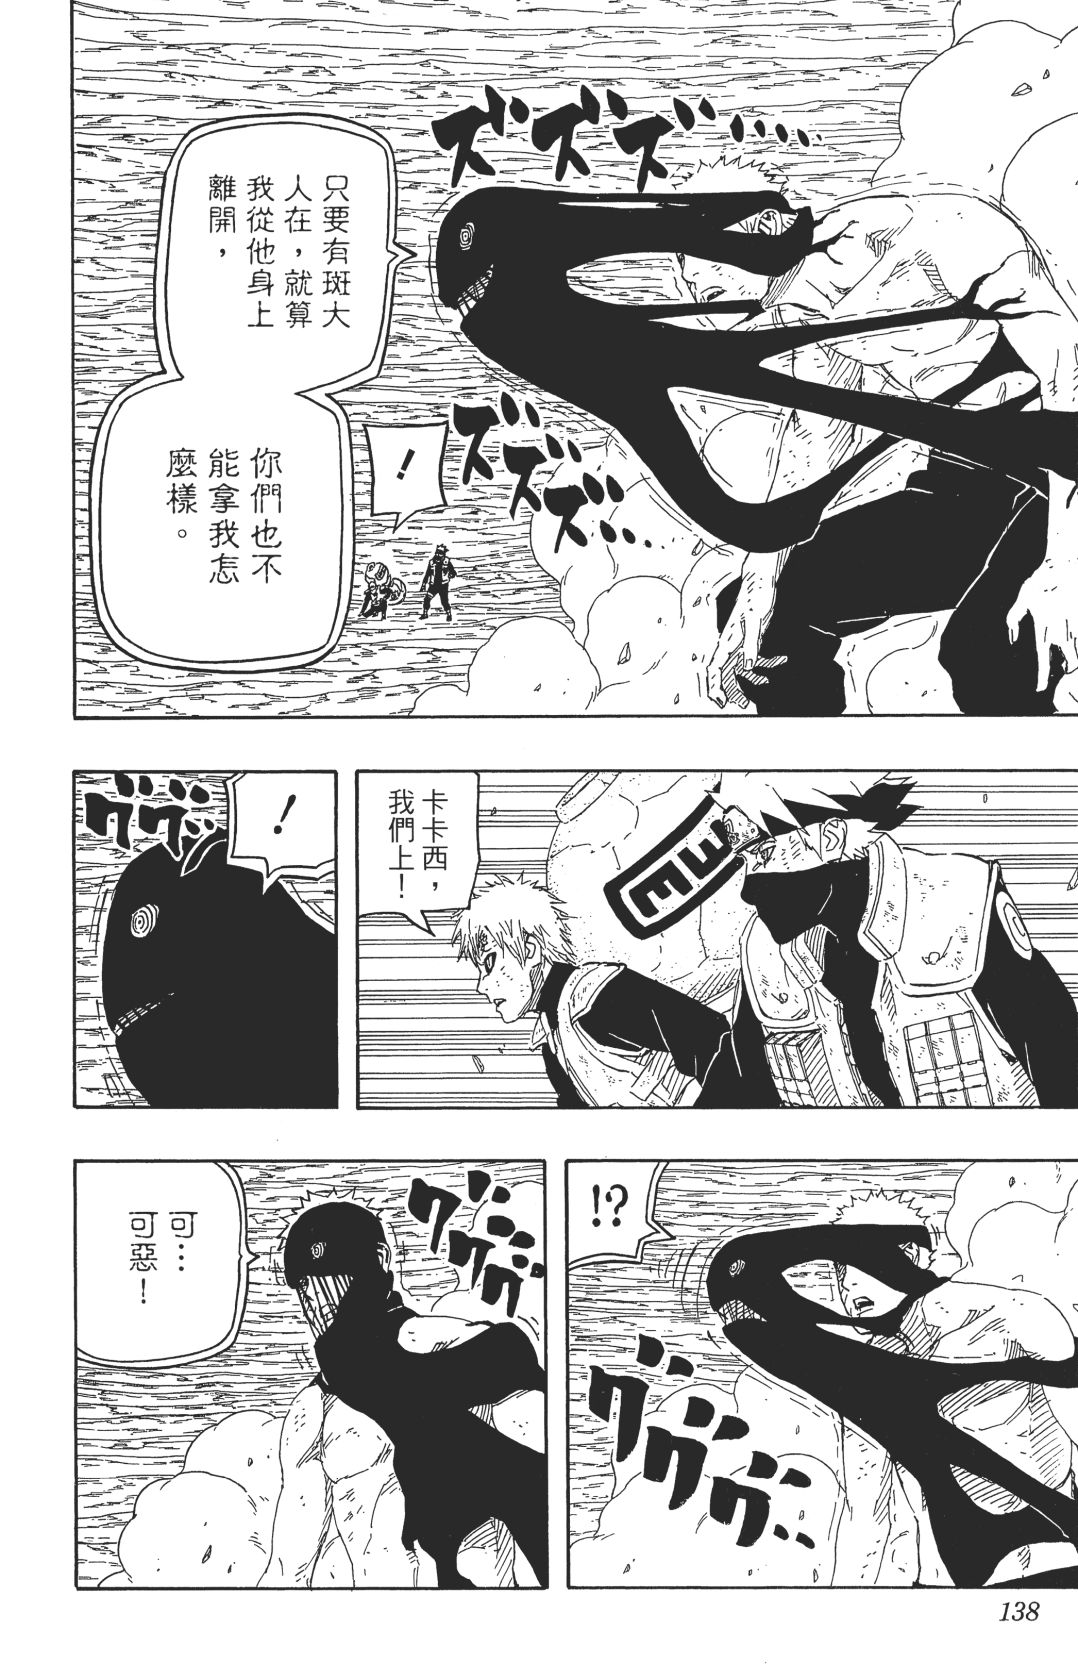 ズズズ…
只要有斑大
人在，就算
我從他身上
離開，
你們也不
能拿我怎
麼樣。
！
ズズズ
卡卡西，
我們上！
！
ググ
!?
ググググ…
グググ
可…
可惡！
138